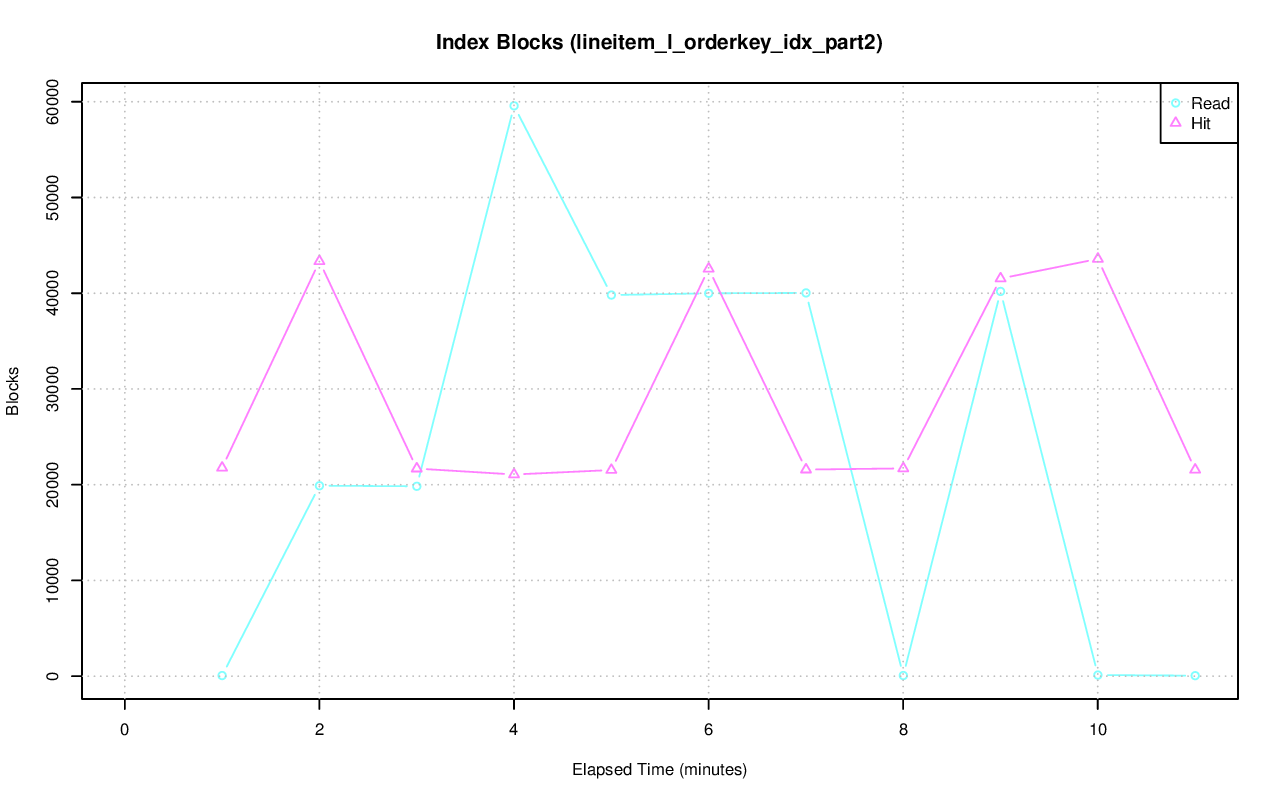 Index Blocks (lineitem_l_orderkey_idx_part2)
Read
Hit
60000
50000
40000
30000
20000
10000
0
Blocks
0 2 4 6 8 10
Elapsed Time (minutes)